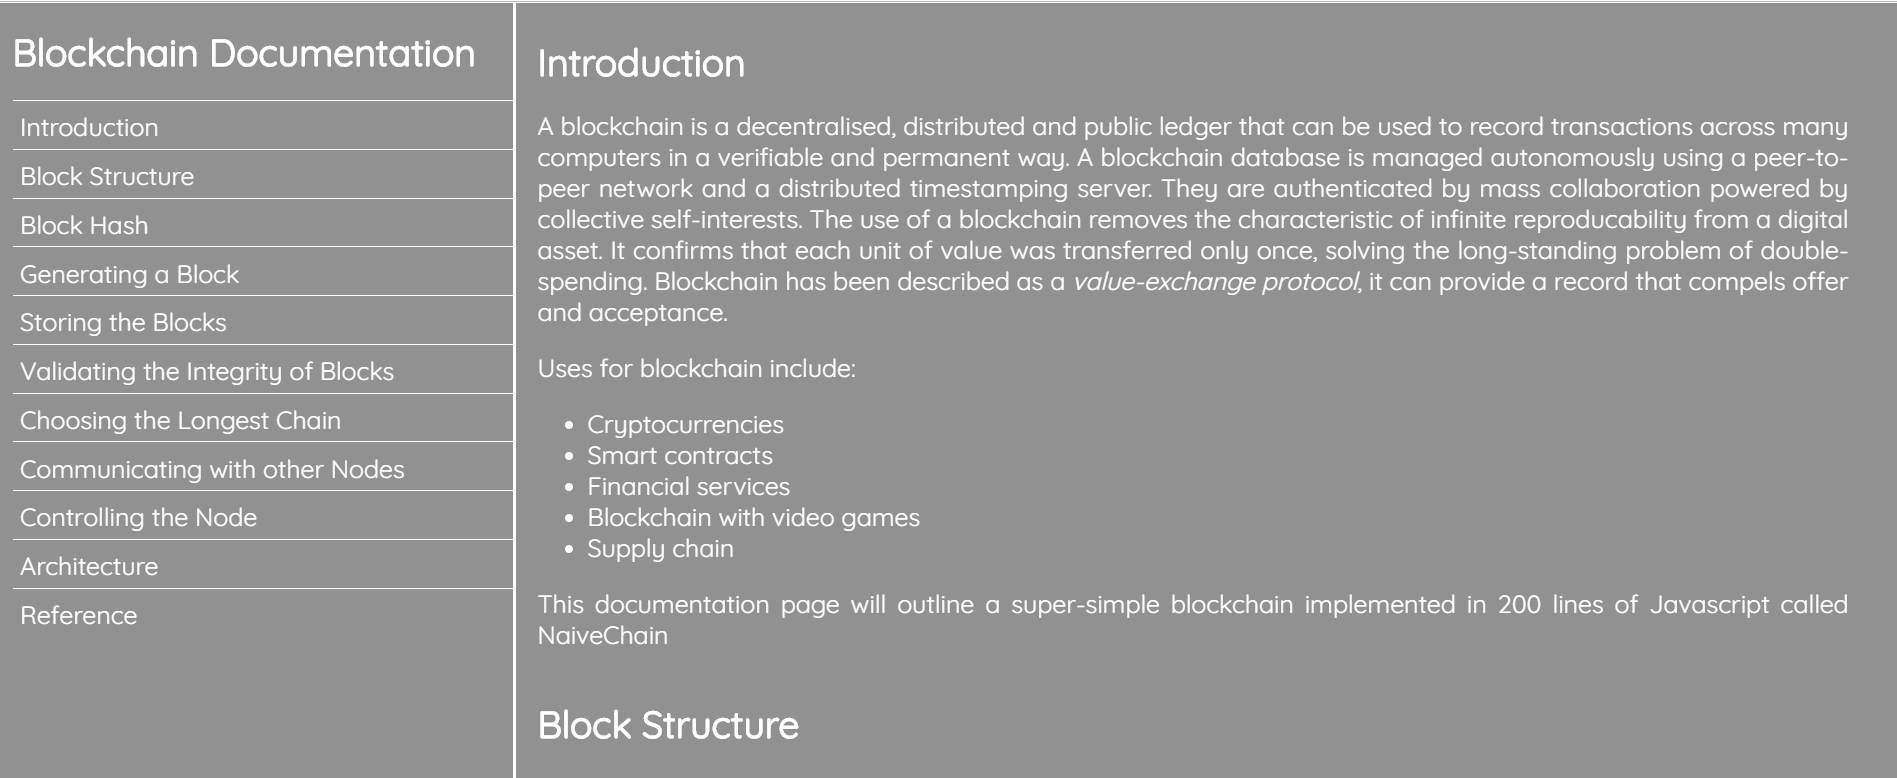 Blockchain Documentation
Introduction
Block Structure
Block Hash
Generating a Block
Storing the Blocks
Validating the Integrity of Blocks
Choosing the Longest Chain
Communicating with other Nodes
Controlling the Node
Architecture
Reference
Introduction
A blockchain is a decentralised, distributed and public ledger that can be used to record transactions across many
computers in a verifiable and permanent way. A blockchain database is managed autonomously using a peer-to-
peer network and a distributed timestamping server. They are authenticated by mass collaboration powered by
collective self-interests. The use of a blockchain removes the characteristic of infinite reproducability from a digital
asset. It confirms that each unit of value was transferred only once, solving the long-standing problem of double-
spending. Blockchain has been described as a value-exchange protocol, it can provide a record that compels offer
and acceptance.
Uses for blockchain include:
• Cryptocurrencies
• Smart contracts
• Financial services
• Blockchain with video games
• Supply chain
This documentation page will outline a super-simple blockchain implemented in 200 lines of Javascript called
NaiveChain
Block Structure